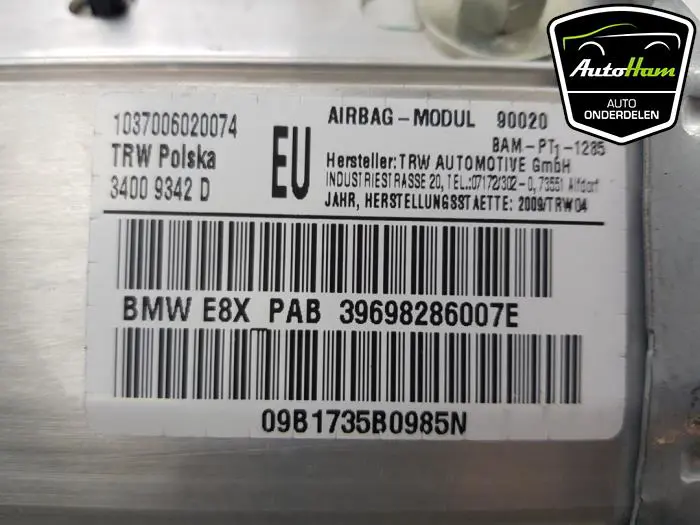 AutoHam
AUTO
ONDERDELEN
1037006020074
TRW Polska
3400 9342 D
EU
AIRBAG-MODUL 90020
BAM-PT1-1285
Hersteller: TRW AUTOMOTIVE GmbH
INDUSTRIESTRASSE 20, TEL.:07172/302-0, 73551 Alfdorf
JAHR, HERSTELLUNGSSTAETTE: 2009/TRW04
BMW E8X PAB 39698286007E
09B1735B0985N